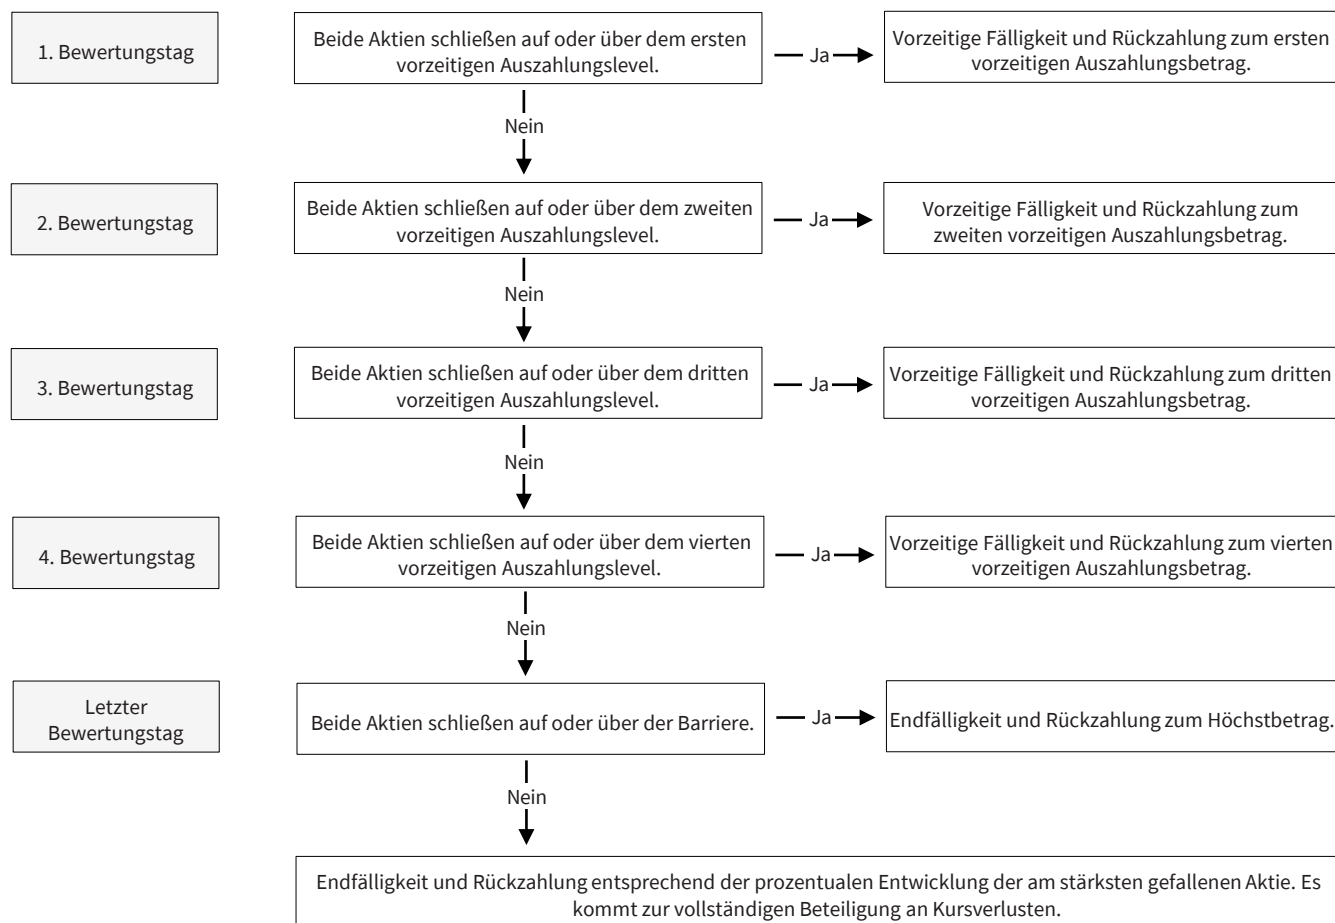 1. Bewertungstag
Beide Aktien schließen auf oder über dem ersten
vorzeitigen Auszahlungslevel.
Ja
Vorzeitige Fälligkeit und Rückzahlung zum ersten
vorzeitigen Auszahlungsbetrag.
Nein
2. Bewertungstag
Beide Aktien schließen auf oder über dem zweiten
vorzeitigen Auszahlungslevel.
Ja
Vorzeitige Fälligkeit und Rückzahlung zum
zweiten vorzeitigen Auszahlungsbetrag.
Nein
3. Bewertungstag
Beide Aktien schließen auf oder über dem dritten
vorzeitigen Auszahlungslevel.
Ja
Vorzeitige Fälligkeit und Rückzahlung zum dritten
vorzeitigen Auszahlungsbetrag.
Nein
4. Bewertungstag
Beide Aktien schließen auf oder über dem vierten
vorzeitigen Auszahlungslevel.
Ja
Vorzeitige Fälligkeit und Rückzahlung zum vierten
vorzeitigen Auszahlungsbetrag.
Nein
Letzter
Bewertungstag
Beide Aktien schließen auf oder über der Barriere.
Ja
Endfälligkeit und Rückzahlung zum Höchstbetrag.
Nein
Endfälligkeit und Rückzahlung entsprechend der prozentualen Entwicklung der am stärksten gefallenen Aktie. Es
kommt zur vollständigen Beteiligung an Kursverlusten.